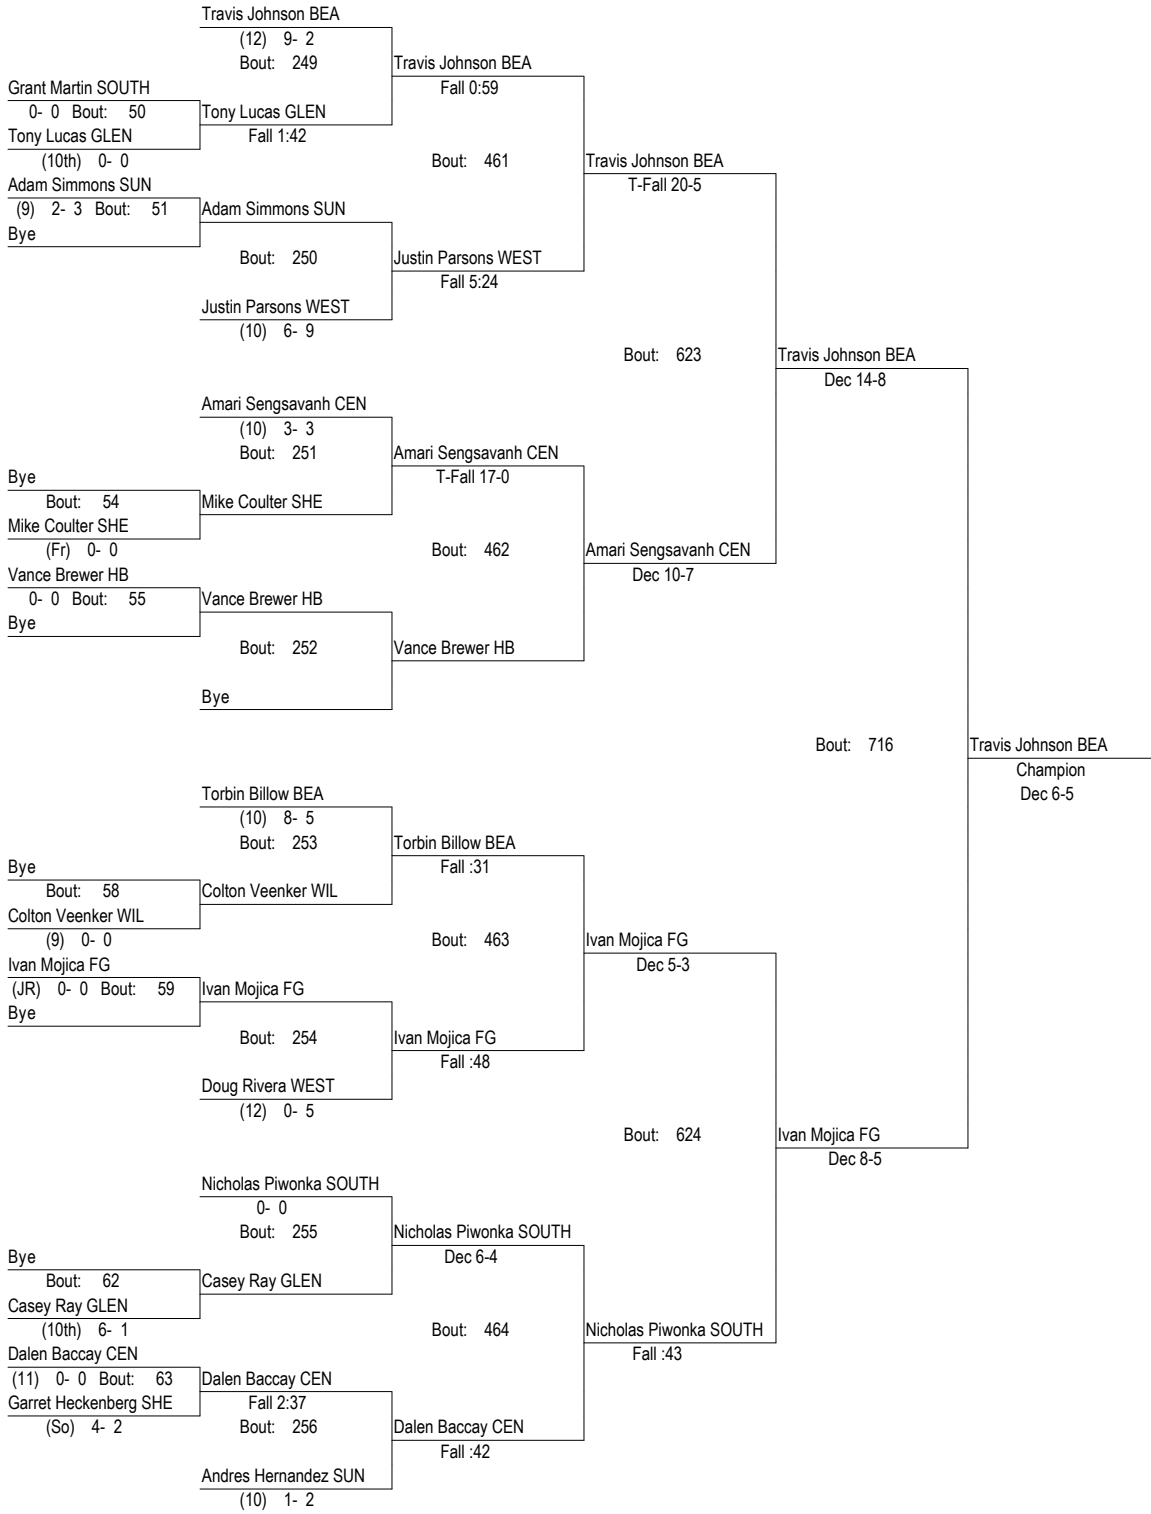 Travis Johnson BEA
(12) 9- 2
Bout: 249
Travis Johnson BEA
Fall 0:59
Grant Martin SOUTH
0- 0 Bout: 50
Tony Lucas GLEN
Tony Lucas GLEN
Fall 1:42
(10th) 0- 0
Bout: 461
Travis Johnson BEA
T-Fall 20-5
Adam Simmons SUN
(9) 2- 3 Bout: 51
Adam Simmons SUN
Bye
Bout: 250
Justin Parsons WEST
Fall 5:24
Justin Parsons WEST
(10) 6- 9
Bout: 623
Travis Johnson BEA
Dec 14-8
Amari Sengsavanh CEN
(10) 3- 3
Bout: 251
Amari Sengsavanh CEN
T-Fall 17-0
Bye
Bout: 54
Mike Coulter SHE
Mike Coulter SHE
(Fr) 0- 0
Bout: 462
Amari Sengsavanh CEN
Dec 10-7
Vance Brewer HB
0- 0 Bout: 55
Vance Brewer HB
Bye
Bout: 252
Vance Brewer HB
Bye
Bout: 716
Travis Johnson BEA
Champion
Dec 6-5
Torbin Billow BEA
(10) 8- 5
Bout: 253
Torbin Billow BEA
Fall :31
Bye
Bout: 58
Colton Veenker WIL
Colton Veenker WIL
(9) 0- 0
Bout: 463
Ivan Mojica FG
Dec 5-3
Ivan Mojica FG
(JR) 0- 0 Bout: 59
Ivan Mojica FG
Bye
Bout: 254
Ivan Mojica FG
Fall :48
Doug Rivera WEST
(12) 0- 5
Bout: 624
Ivan Mojica FG
Dec 8-5
Nicholas Piwonka SOUTH
0- 0
Bout: 255
Nicholas Piwonka SOUTH
Dec 6-4
Bye
Bout: 62
Casey Ray GLEN
Casey Ray GLEN
(10th) 6- 1
Bout: 464
Nicholas Piwonka SOUTH
Fall :43
Dalen Baccay CEN
(11) 0- 0 Bout: 63
Dalen Baccay CEN
Fall 2:37
Garret Heckenberg SHE
(So) 4- 2
Bout: 256
Dalen Baccay CEN
Fall :42
Andres Hernandez SUN
(10) 1- 2